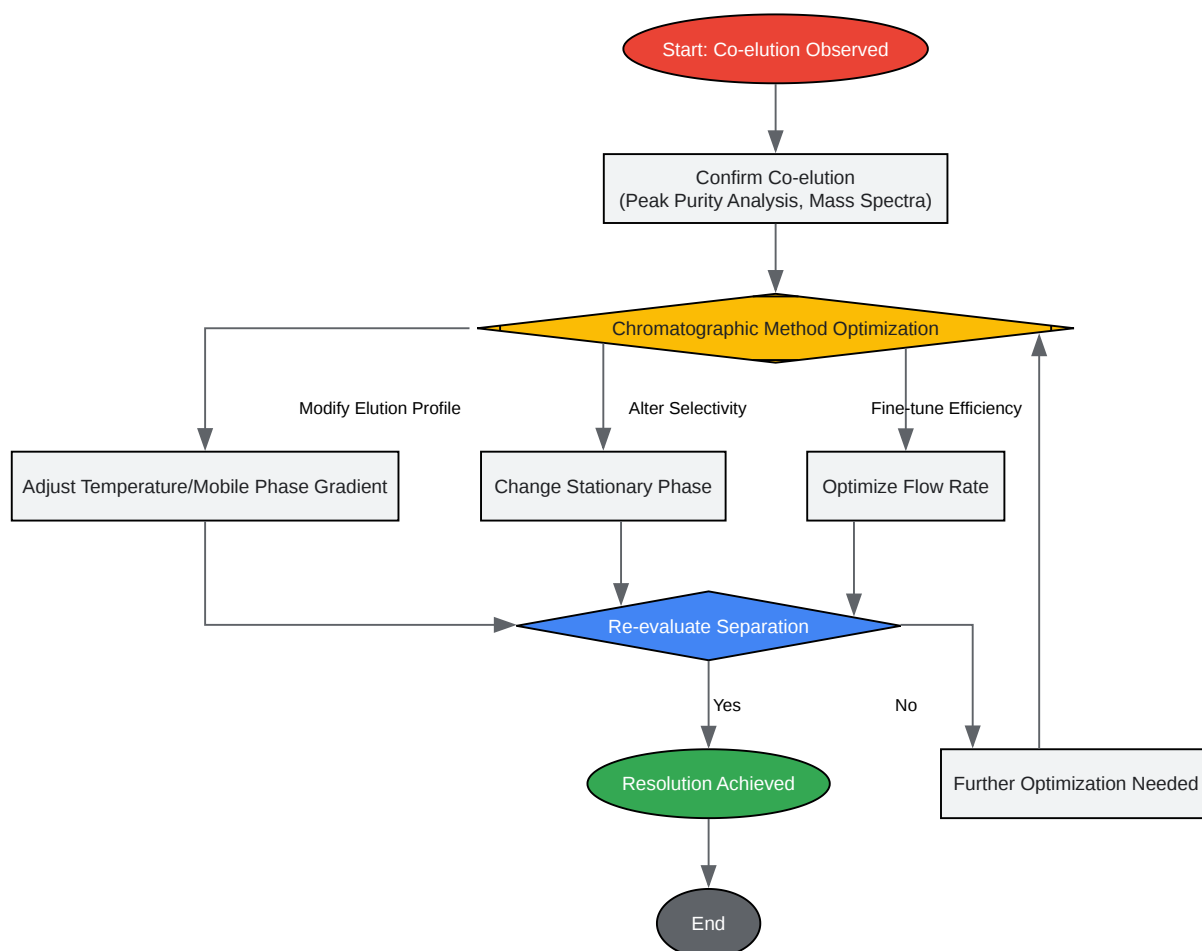 Start: Co-elution Observed
Confirm Co-elution
(Peak Purity Analysis, Mass Spectra)
Chromatographic Method Optimization
Modify Elution Profile
Alter Selectivity
Fine-tune Efficiency
Adjust Temperature/Mobile Phase Gradient
Change Stationary Phase
Optimize Flow Rate
Re-evaluate Separation
Yes
No
Resolution Achieved
Further Optimization Needed
End